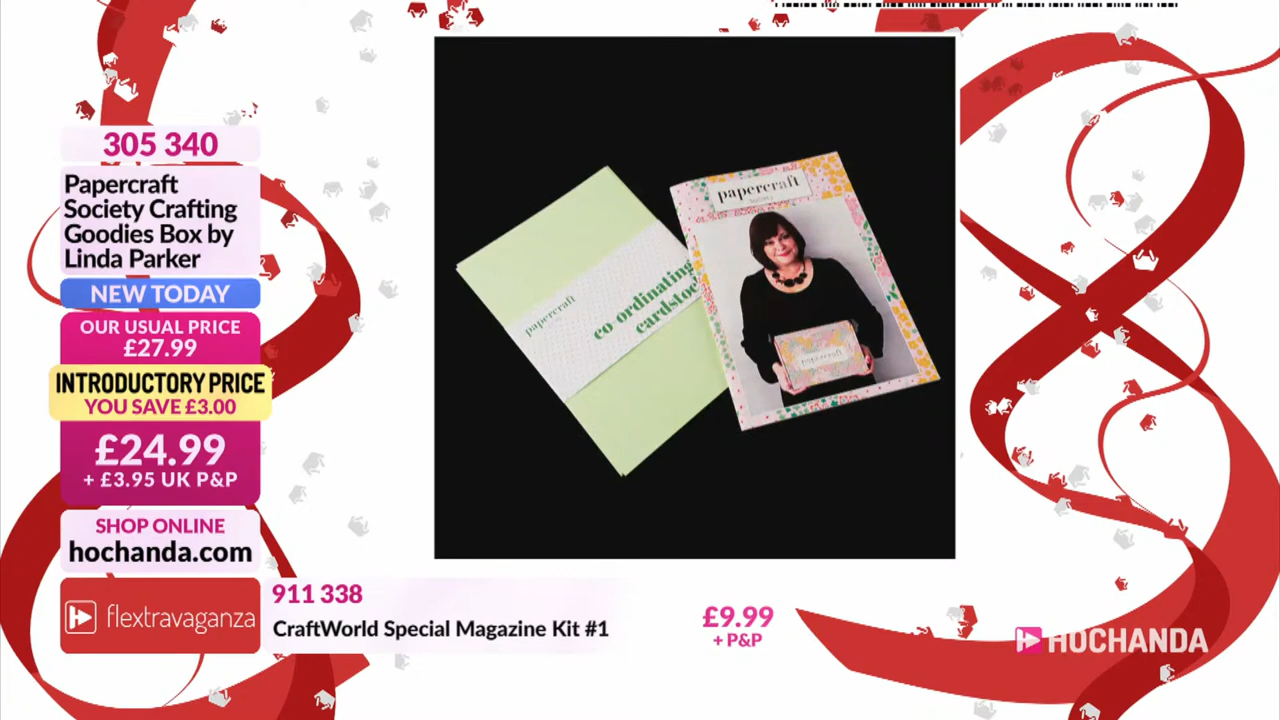 305 340
Papercraft
Society Crafting
Goodies Box by
Linda Parker
NEW TODAY
OUR USUAL PRICE
£27.99
INTRODUCTORY PRICE
YOU SAVE £3.00
£24.99
+ £3.95 UK P&P
SHOP ONLINE
hochanda.com
flextravaganza
911 338
CraftWorld Special Magazine Kit #1
£9.99
+ P&P
HOCHANDA
papercraft
co-ordinating
cardstoc
papercraft
society
papercraft